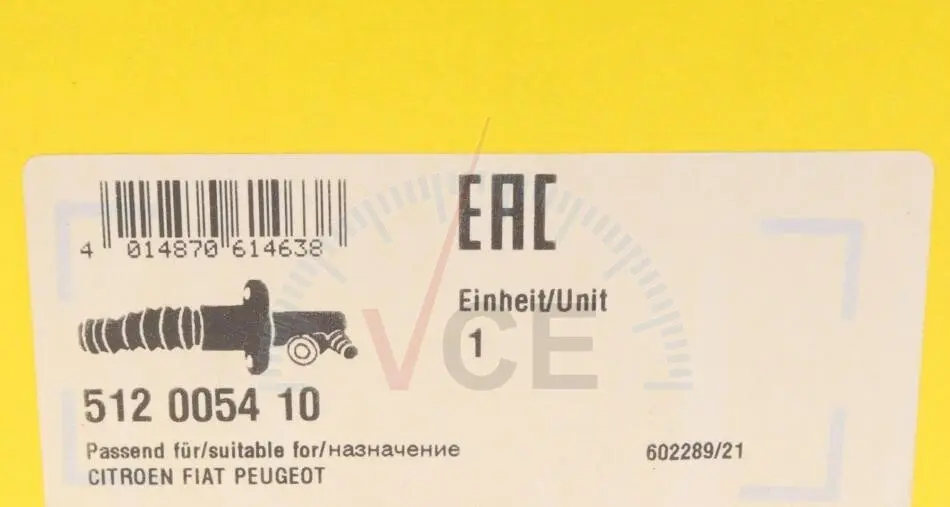 EAC
4 014870 614638
Einheit/Unit
1
VCE
512 0054 10
Passend für/suitable for/назначение
602289/21
CITROEN FIAT PEUGEOT